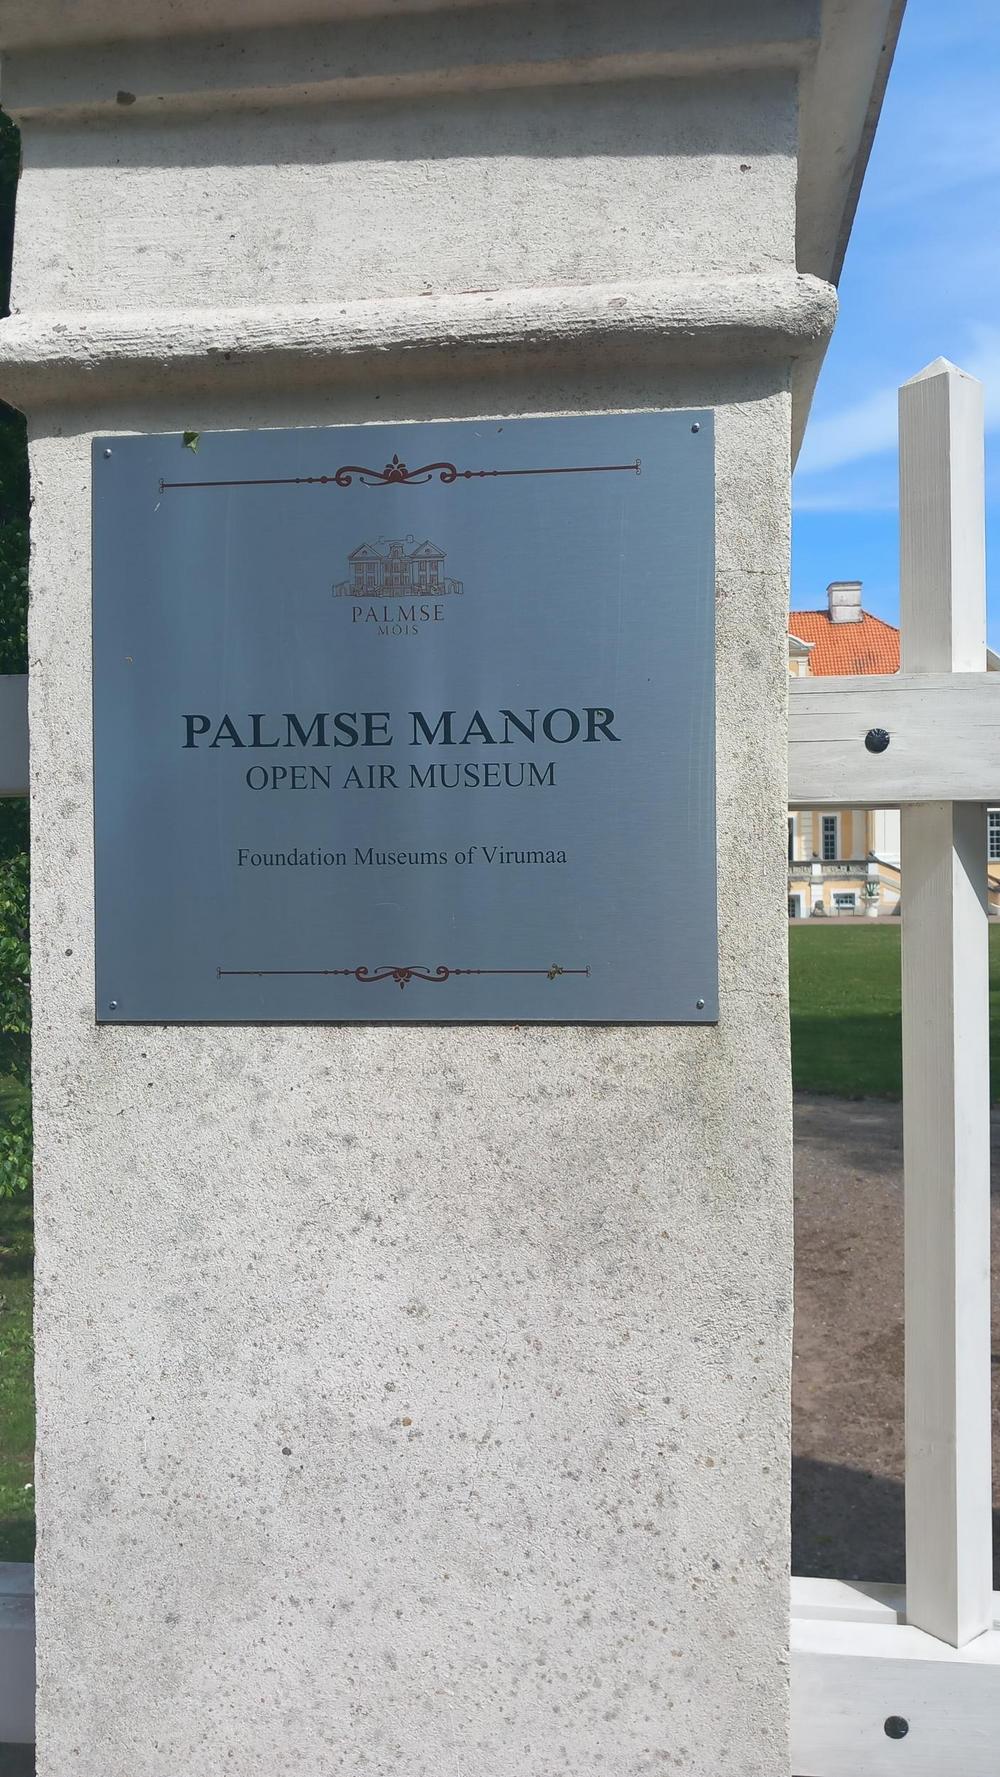 PALMSE
MÕIS
PALMSE MANOR
OPEN AIR MUSEUM
Foundation Museums of Virumaa